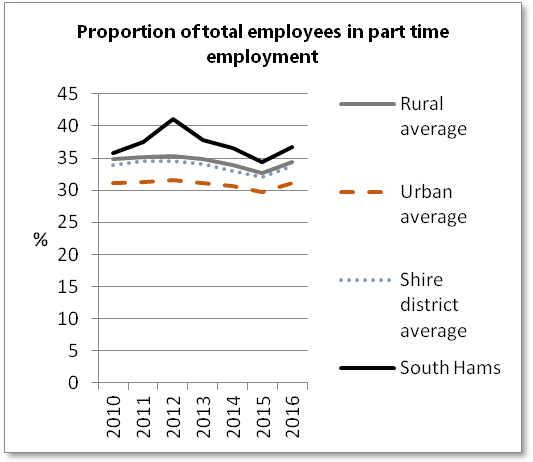 Proportion of total employees in part time
employment
45
40
35
30
25
20
15
10
5
0
%
2010
2011
2012
2013
2014
2015
2016
Rural
average
Urban
average
Shire
district
average
South Hams